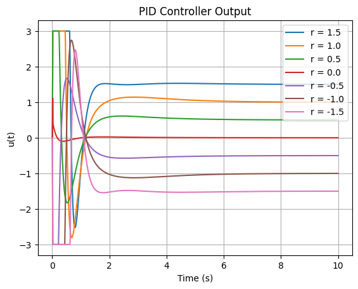 PID Controller Output
3
2
1
0
−1
−2
−3
u(t)
r = 1.5
r = 1.0
r = 0.5
r = 0.0
r = -0.5
r = -1.0
r = -1.5
0
2
4
6
8
10
Time (s)